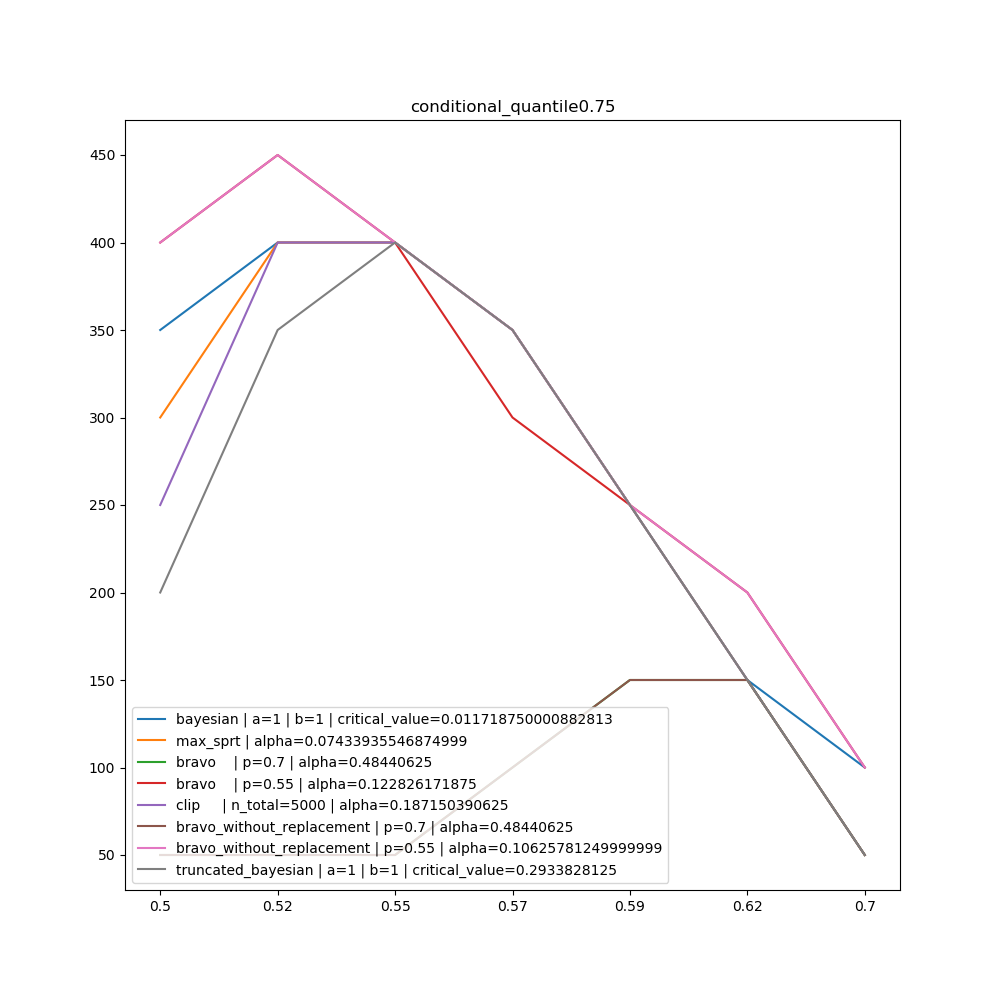 conditional_quantile0.75
450
400
350
300
250
200
150
100
50
bayesian | a=1 | b=1 | critical_value=0.011718750000882813
max_sprt | alpha=0.07433935546874999
bravo | p=0.7 | alpha=0.48440625
bravo | p=0.55 | alpha=0.122826171875
clip | n_total=5000 | alpha=0.187150390625
bravo_without_replacement | p=0.7 | alpha=0.48440625
bravo_without_replacement | p=0.55 | alpha=0.10625781249999999
truncated_bayesian | a=1 | b=1 | critical_value=0.2933828125
0.5 0.52 0.55 0.57 0.59 0.62 0.7